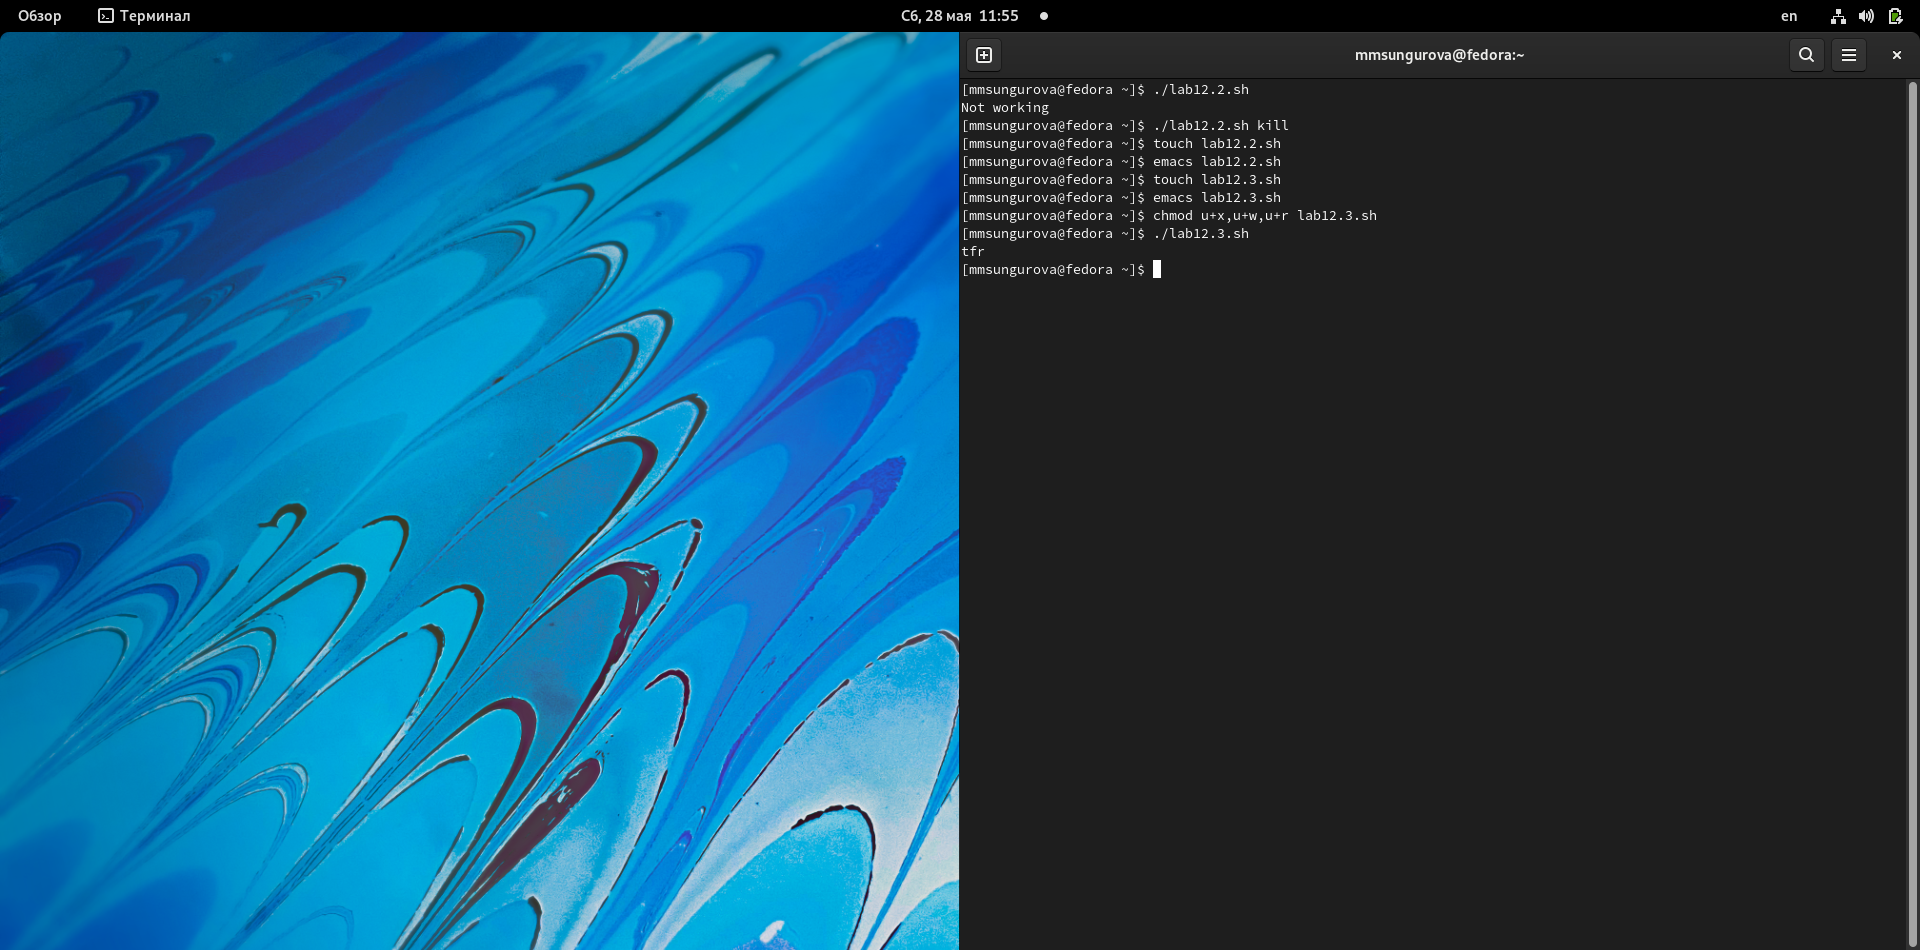 Обзор Терминал Сб, 28 мая 11:55 en
mmsungurova@fedora:~
[mmsungurova@fedora ~]$ ./lab12.2.sh
Not working
[mmsungurova@fedora ~]$ ./lab12.2.sh kill
[mmsungurova@fedora ~]$ touch lab12.2.sh
[mmsungurova@fedora ~]$ emacs lab12.2.sh
[mmsungurova@fedora ~]$ touch lab12.3.sh
[mmsungurova@fedora ~]$ emacs lab12.3.sh
[mmsungurova@fedora ~]$ chmod u+x,u+w,u+r lab12.3.sh
[mmsungurova@fedora ~]$ ./lab12.3.sh
tfr
[mmsungurova@fedora ~]$